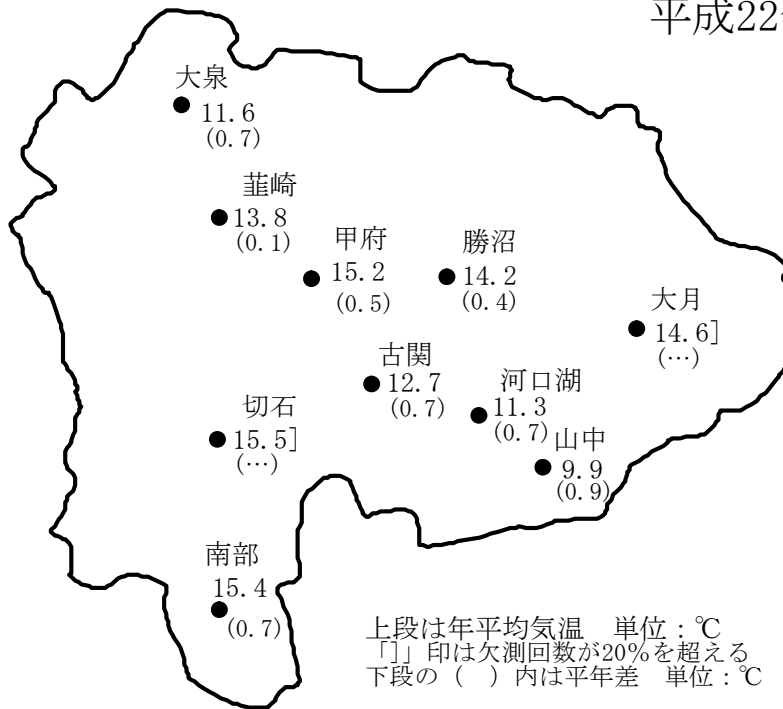 平成22
大泉
11.6
(0.7)
韮崎
13.8
(0.1)
甲府
15.2
(0.5)
勝沼
14.2
(0.4)
大月
14.6]
(…)
古関
12.7
(0.7)
河口湖
11.3
(0.7)
山中
9.9
(0.9)
切石
15.5]
(…)
南部
15.4
(0.7)
上段は年平均気温　単位：℃
「]」印は欠測回数が20%を超える
下段の（　）内は平年差　単位：℃